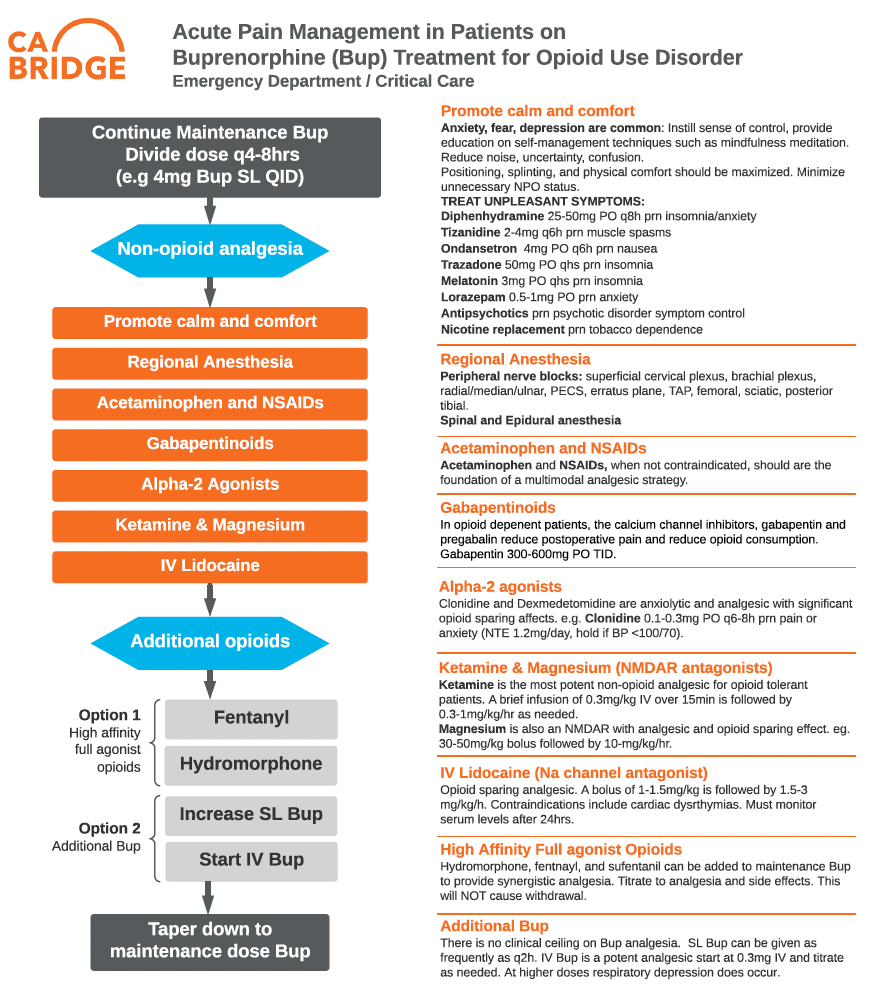 CA
BRIDGE
Acute Pain Management in Patients on
Buprenorphine (Bup) Treatment for Opioid Use Disorder
Emergency Department / Critical Care
Continue Maintenance Bup
Divide dose q4-8hrs
(e.g 4mg Bup SL QID)
Non-opioid analgesia
Promote calm and comfort
Regional Anesthesia
Acetaminophen and NSAIDs
Gabapentinoids
Alpha-2 Agonists
Ketamine & Magnesium
IV Lidocaine
Additional opioids
Option 1
High affinity
full agonist
opioids
Fentanyl
Hydromorphone
Option 2
Additional Bup
Increase SL Bup
Start IV Bup
Taper down to
maintenance dose Bup
Promote calm and comfort
Anxiety, fear, depression are common: Instill sense of control, provide
education on self-management techniques such as mindfulness meditation.
Reduce noise, uncertainty, confusion.
Positioning, splinting, and physical comfort should be maximized. Minimize
unnecessary NPO status.
TREAT UNPLEASANT SYMPTOMS:
Diphenhydramine 25-50mg PO q8h prn insomnia/anxiety
Tizanidine 2-4mg q6h prn muscle spasms
Ondansetron 4mg PO q6h prn nausea
Trazadone 50mg PO qhs prn insomnia
Melatonin 3mg PO qhs prn insomnia
Lorazepam 0.5-1mg PO prn anxiety
Antipsychotics prn psychotic disorder symptom control
Nicotine replacement prn tobacco dependence
Regional Anesthesia
Peripheral nerve blocks: superficial cervical plexus, brachial plexus,
radial/median/ulnar, PECS, erratus plane, TAP, femoral, sciatic, posterior
tibial.
Spinal and Epidural anesthesia
Acetaminophen and NSAIDs
Acetaminophen and NSAIDs, when not contraindicated, should are the
foundation of a multimodal analgesic strategy.
Gabapentinoids
In opioid depenent patients, the calcium channel inhibitors, gabapentin and
pregabalin reduce postoperative pain and reduce opioid consumption.
Gabapentin 300-600mg PO TID.
Alpha-2 agonists
Clonidine and Dexmedetomidine are anxiolytic and analgesic with significant
opioid sparing affects. e.g. Clonidine 0.1-0.3mg PO q6-8h prn pain or
anxiety (NTE 1.2mg/day, hold if BP <100/70).
Ketamine & Magnesium (NMDAR antagonists)
Ketamine is the most potent non-opioid analgesic for opioid tolerant
patients. A brief infusion of 0.3mg/kg IV over 15min is followed by
0.3-1mg/kg/hr as needed.
Magnesium is also an NMDAR with analgesic and opioid sparing effect. eg.
30-50mg/kg bolus followed by 10-mg/kg/hr.
IV Lidocaine (Na channel antagonist)
Opioid sparing analgesic. A bolus of 1-1.5mg/kg is followed by 1.5-3
mg/kg/h. Contraindications include cardiac dysrthymias. Must monitor
serum levels after 24hrs.
High Affinity Full agonist Opioids
Hydromorphone, fentnayl, and sufentanil can be added to maintenance Bup
to provide synergistic analgesia. Titrate to analgesia and side effects. This
will NOT cause withdrawal.
Additional Bup
There is no clinical ceiling on Bup analgesia. SL Bup can be given as
frequently as q2h. IV Bup is a potent analgesic start at 0.3mg IV and titrate
as needed. At higher doses respiratory depression does occur.